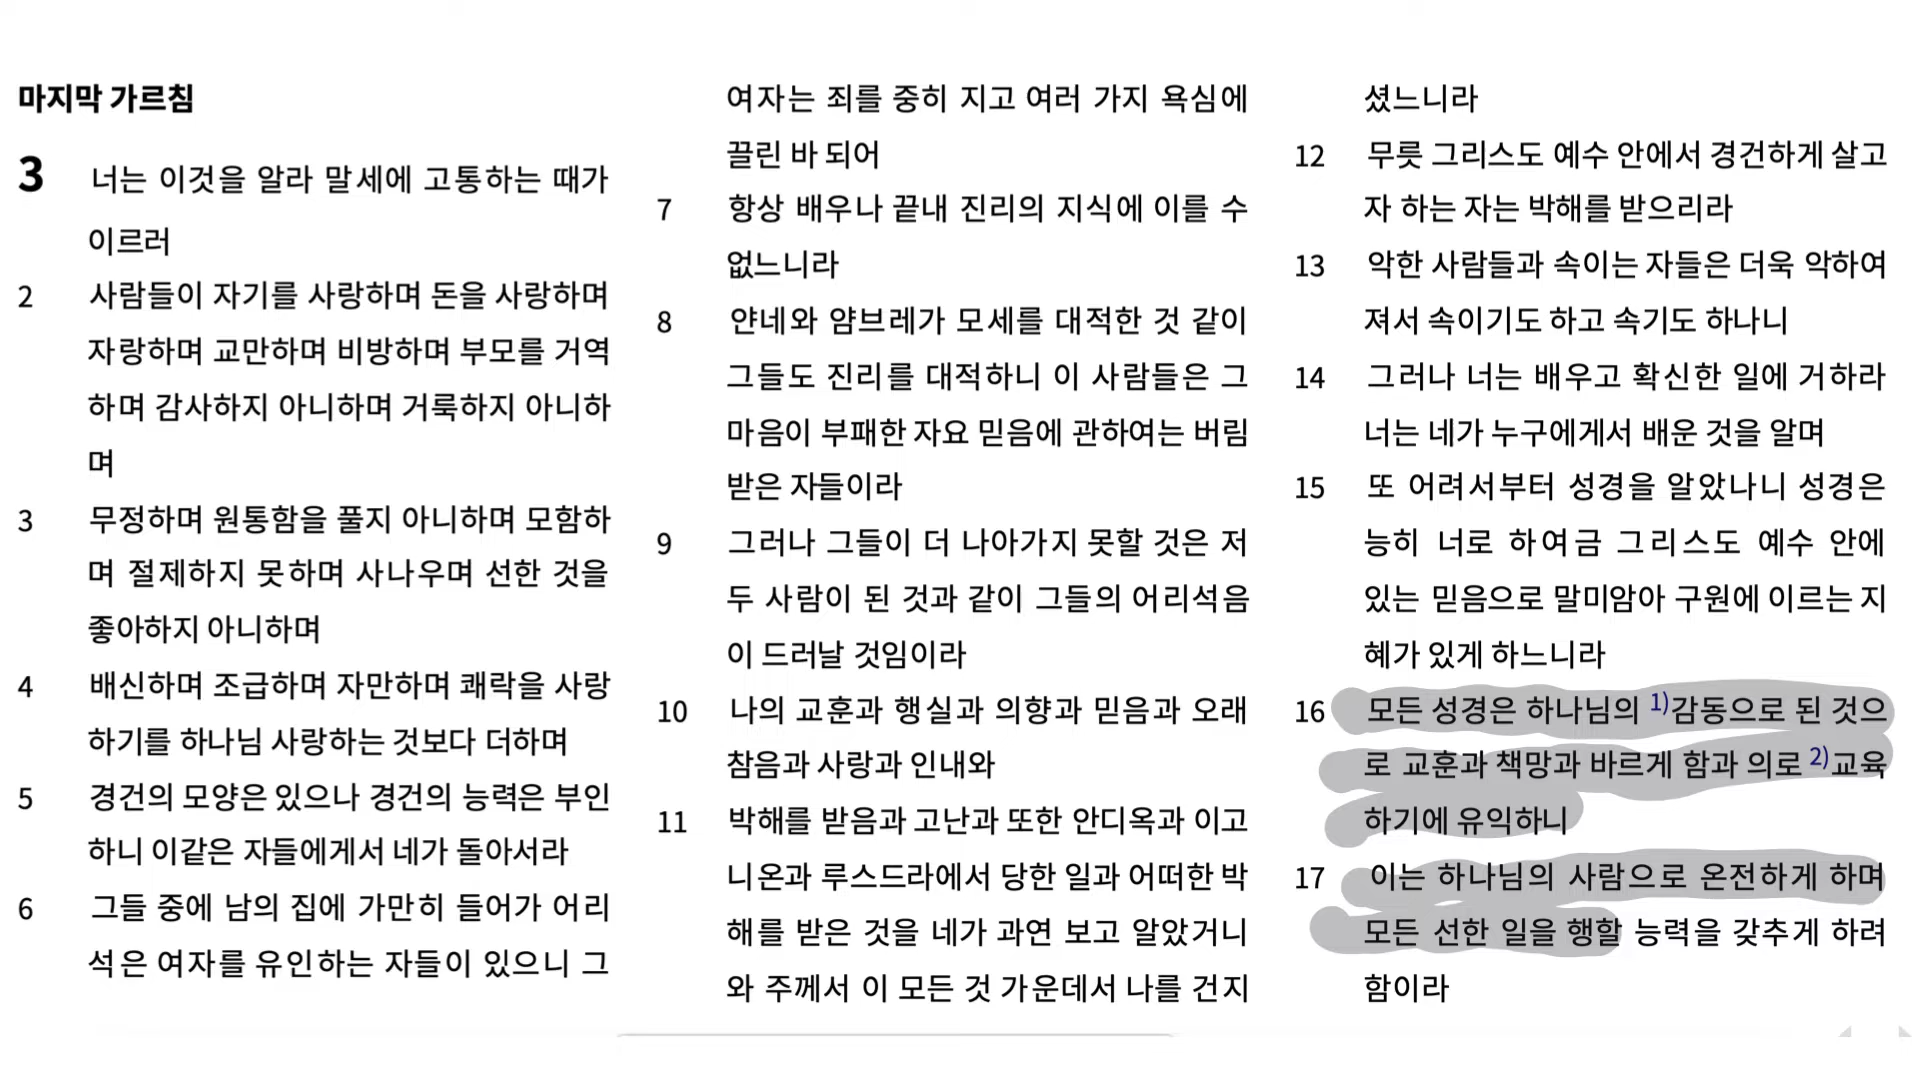 마지막 가르침
3 너는 이것을 알라 말세에 고통하는 때가
이르러
2 사람들이 자기를 사랑하며 돈을 사랑하며
자랑하며 교만하며 비방하며 부모를 거역
하며 감사하지 아니하며 거룩하지 아니하
며
3 무정하며 원통함을 풀지 아니하며 모함하
며 절제하지 못하며 사나우며 선한 것을
좋아하지 아니하며
4 배신하며 조급하며 자만하며 쾌락을 사랑
하기를 하나님 사랑하는 것보다 더하며
5 경건의 모양은 있으나 경건의 능력은 부인
하니 이같은 자들에게서 네가 돌아서라
6 그들 중에 남의 집에 가만히 들어가 어리
석은 여자를 유인하는 자들이 있으니 그
여자는 죄를 중히 지고 여러 가지 욕심에
끌린 바 되어
7 항상 배우나 끝내 진리의 지식에 이를 수
없느니라
8 얀네와 얌브레가 모세를 대적한 것 같이
그들도 진리를 대적하니 이 사람들은 그
마음이 부패한 자요 믿음에 관하여는 버림
받은 자들이라
9 그러나 그들이 더 나아가지 못할 것은 저
두 사람이 된 것과 같이 그들의 어리석음
이 드러날 것임이라
10 나의 교훈과 행실과 의향과 믿음과 오래
참음과 사랑과 인내와
11 박해를 받음과 고난과 또한 안디옥과 이고
니온과 루스드라에서 당한 일과 어떠한 박
해를 받은 것을 네가 과연 보고 알았거니
와 주께서 이 모든 것 가운데서 나를 건지
셨느니라
12 무릇 그리스도 예수 안에서 경건하게 살고
자 하는 자는 박해를 받으리라
13 악한 사람들과 속이는 자들은 더욱 악하여
져서 속이기도 하고 속기도 하나니
14 그러나 너는 배우고 확신한 일에 거하라
너는 네가 누구에게서 배운 것을 알며
15 또 어려서부터 성경을 알았나니 성경은
능히 너로 하여금 그리스도 예수 안에
있는 믿음으로 말미암아 구원에 이르는 지
혜가 있게 하느니라
16 모든 성경은 하나님의 1)감동으로 된 것으
로 교훈과 책망과 바르게 함과 의로 2)교육
하기에 유익하니
17 이는 하나님의 사람으로 온전하게 하며
모든 선한 일을 행할 능력을 갖추게 하려
함이라